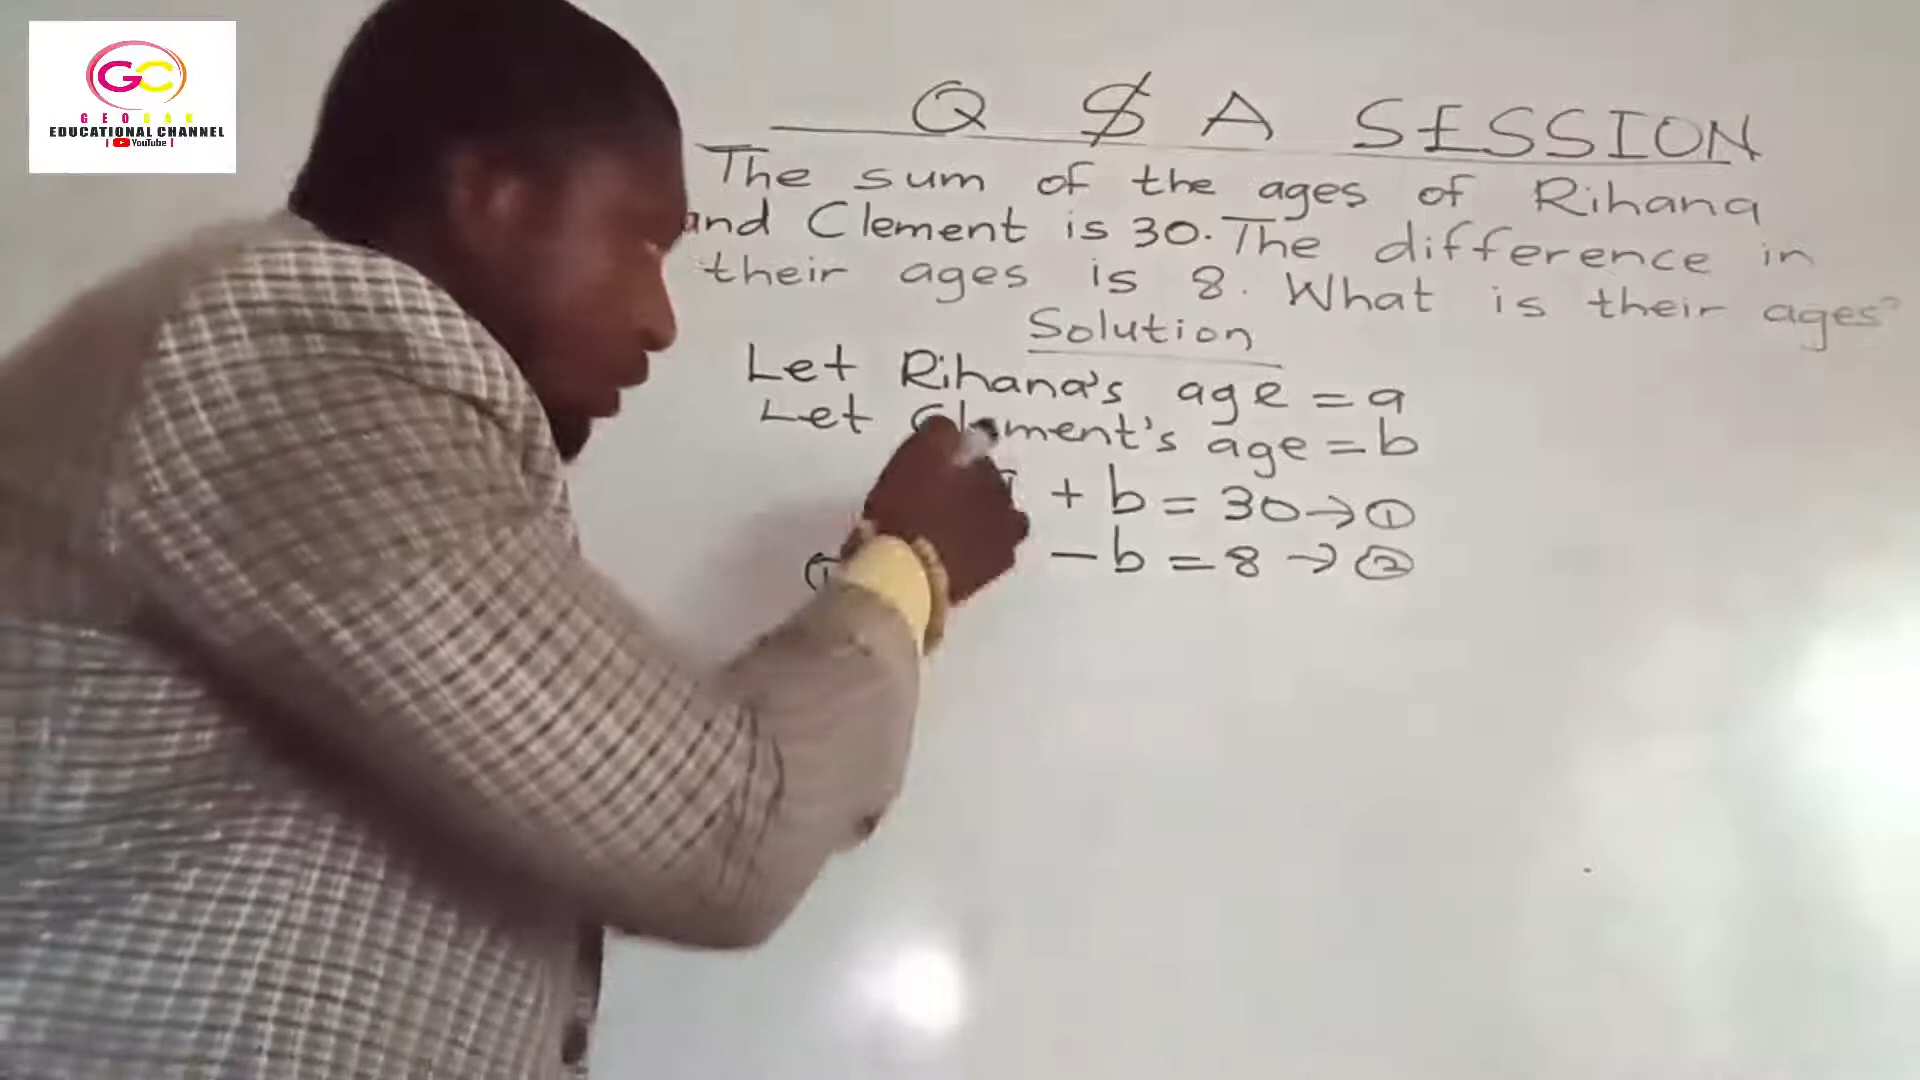 GC
EDUCATIONAL CHANNEL
YouTube
Q $ A SESSION
The sum of the ages of Rihana
and Clement is 30. The difference in
their ages is 8. What is their ages?
Solution
Let Rihana's age = a
Let Clement's age = b
+ b = 30 → ①
- b = 8 → ②